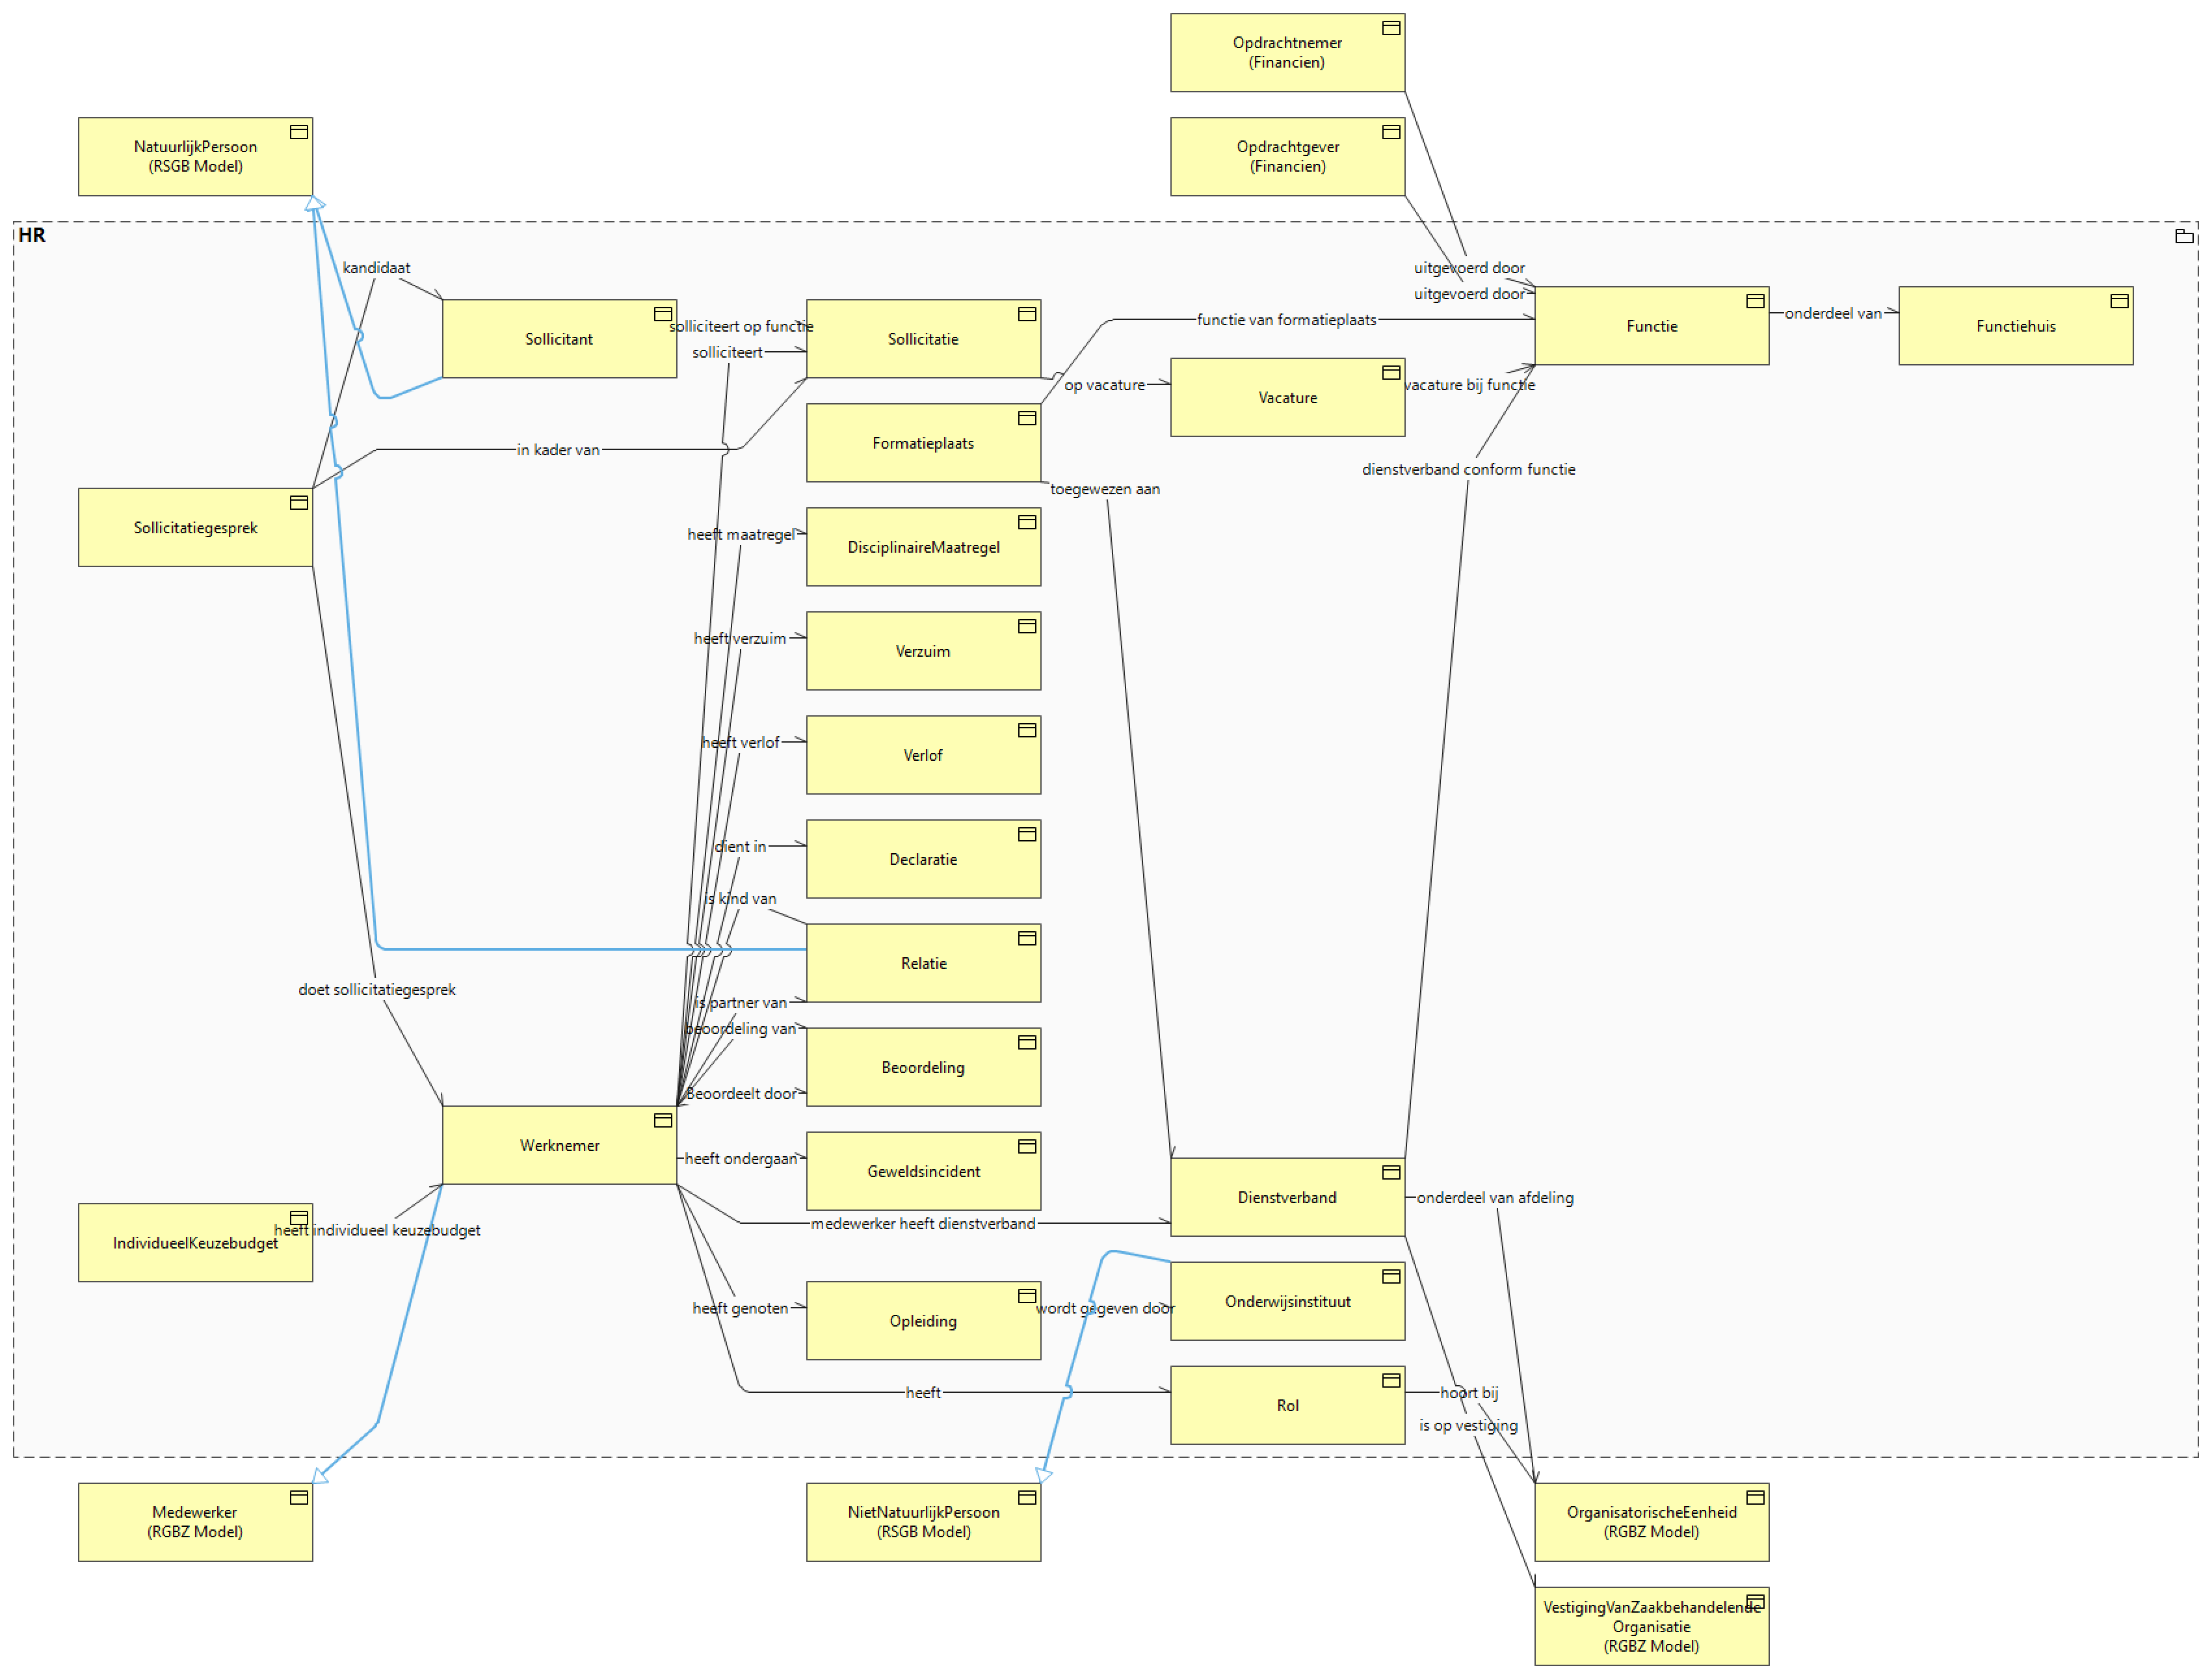 Opdrachtnemer
(Financien)
NatuurlijkPersoon
(RSGB Model)
Opdrachtgever
(Financien)
HR
kandidaat
uitgevoerd door
uitgevoerd door
Sollicitant
solliciteert op functie
solliciteert
Sollicitatie
functie van formatieplaats
Functie
onderdeel van
Functiehuis
op vacature
Vacature
vacature bij functie
Formatieplaats
in kader van
dienstverband conform functie
toegewezen aan
Sollicitatiegesprek
heeft maatregel
DisciplinaireMaatregel
heeft verzuim
Verzuim
heeft verlof
Verlof
dient in
Declaratie
is kind van
Relatie
doet sollicitatiegesprek
is partner van
beoordeling van
Beoordeling
Beoordeelt door
Werknemer
heeft ondergaan
Geweldsincident
Dienstverband
onderdeel van afdeling
medewerker heeft dienstverband
heeft individueel keuzebudget
IndividueelKeuzebudget
heeft genoten
Opleiding
wordt gegeven door
Onderwijsinstituut
heeft
Rol
hoort bij
is op vestiging
Medewerker
(RGBZ Model)
NietNatuurlijkPersoon
(RSGB Model)
OrganisatorischeEenheid
(RGBZ Model)
VestigingVanZaakbehandelende
Organisatie
(RGBZ Model)